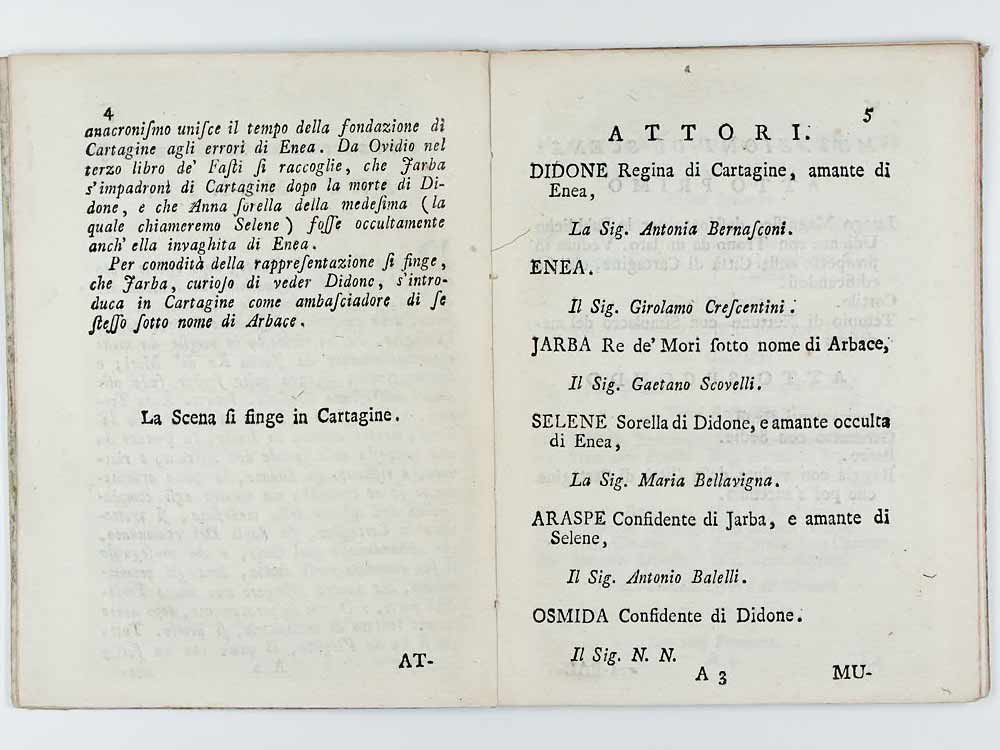 4
anacroniſmo uniſce il tempo della fondazione di
Cartagine agli errori di Enea. Da Ovidio nel
terzo libro de' Faſti ſi raccoglie, che Jarba
s'impadronì di Cartagine dopo la morte di Di-
done, e che Anna ſorella della medeſima (la
quale chiameremo Selene) foſſe occultamente
anch' ella invaghita di Enea.
Per comodità della rappreſentazione ſi finge,
che Jarba, curioſo di veder Didone, s'intro-
duca in Cartagine come ambaſciadore di ſe
ſteſſo ſotto nome di Arbace.
La Scena ſi finge in Cartagine.
AT-
5
ATTORI.
DIDONE Regina di Cartagine, amante di
Enea,
La Sig. Antonia Bernaſconi.
ENEA.
Il Sig. Girolamo Creſcentini.
JARBA Re de' Mori ſotto nome di Arbace,
Il Sig. Gaetano Scovelli.
SELENE Sorella di Didone, e amante occulta
di Enea,
La Sig. Maria Bellavigna.
ARASPE Confidente di Jarba, e amante di
Selene,
Il Sig. Antonio Balelli.
OSMIDA Confidente di Didone.
Il Sig. N. N.
A 3
MU-